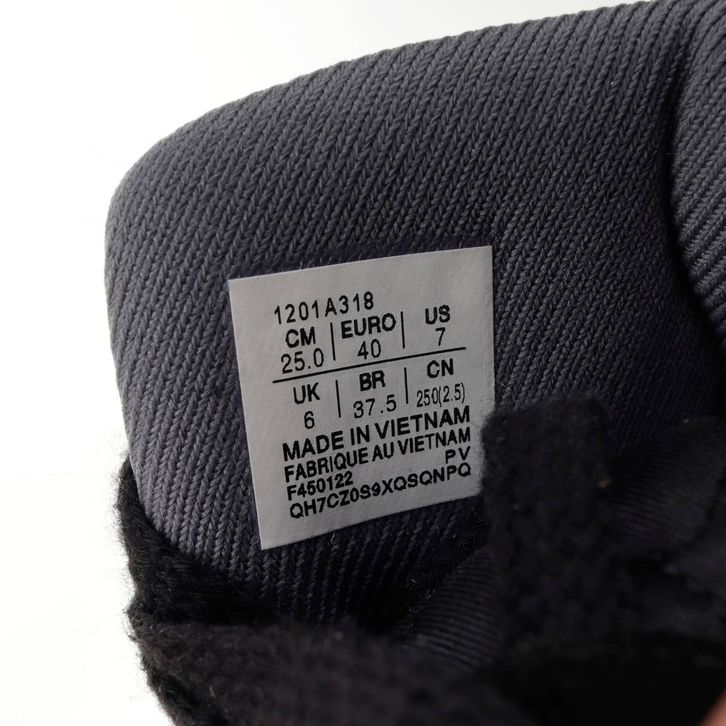 1201A318
CM | EURO | US
25.0 | 40 | 7
UK | BR | CN
6 | 37.5 | 250(2.5)
MADE IN VIETNAM
FABRIQUE AU VIETNAM
F450122 PV
QH7CZ0S9XQSQNPQ